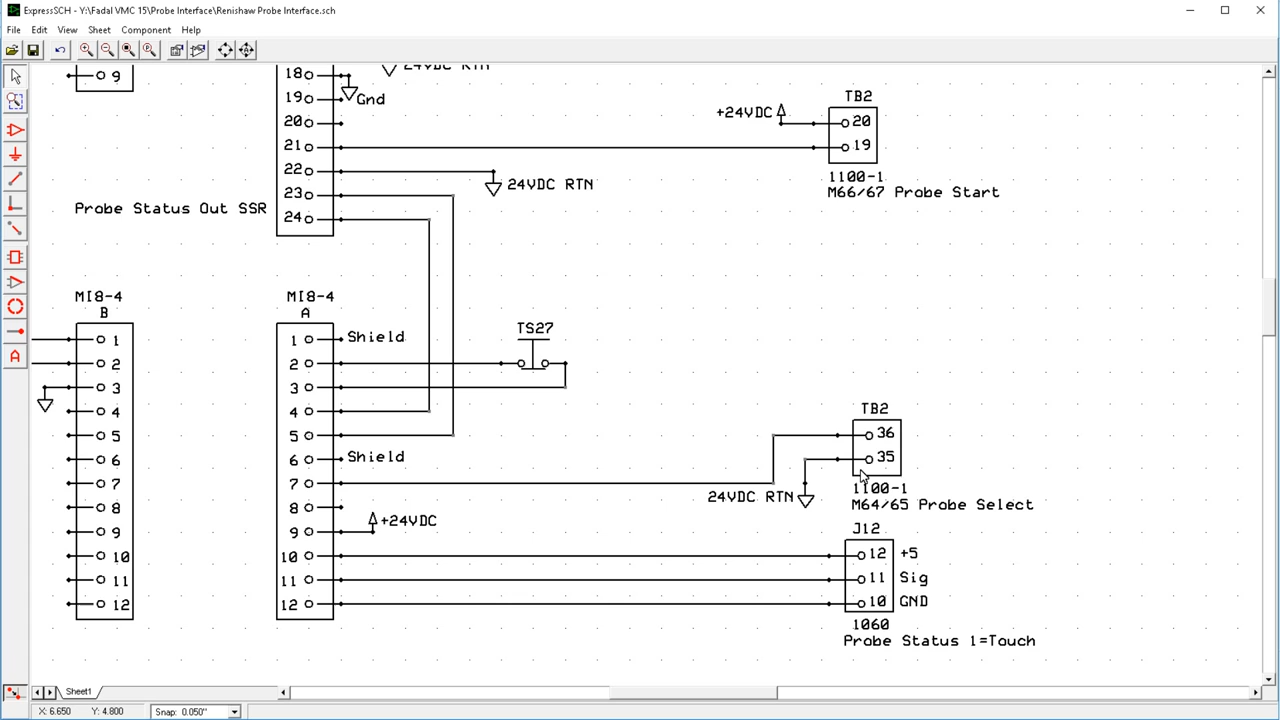 ExpressSCH - Y:\Fadal VMC 15\Probe Interface\Renishaw Probe Interface.sch
File Edit View Sheet Component Help
9
18
24VDC RTN
19
Gnd
20
21
22
24VDC RTN
23
24
Probe Status Out SSR
+24VDC
TB2
20
19
1100-1
M66/67 Probe Start
MI8-4
B
1
2
3
4
5
6
7
8
9
10
11
12
MI8-4
A
1
Shield
2
3
4
5
6
Shield
7
8
9
+24VDC
10
11
12
TS27
TB2
36
35
24VDC RTN
1100-1
M64/65 Probe Select
J12
12 +5
11 Sig
10 GND
1060
Probe Status 1=Touch
A
Sheet1
X: 6.650 Y: 4.800 Snap: 0.050"